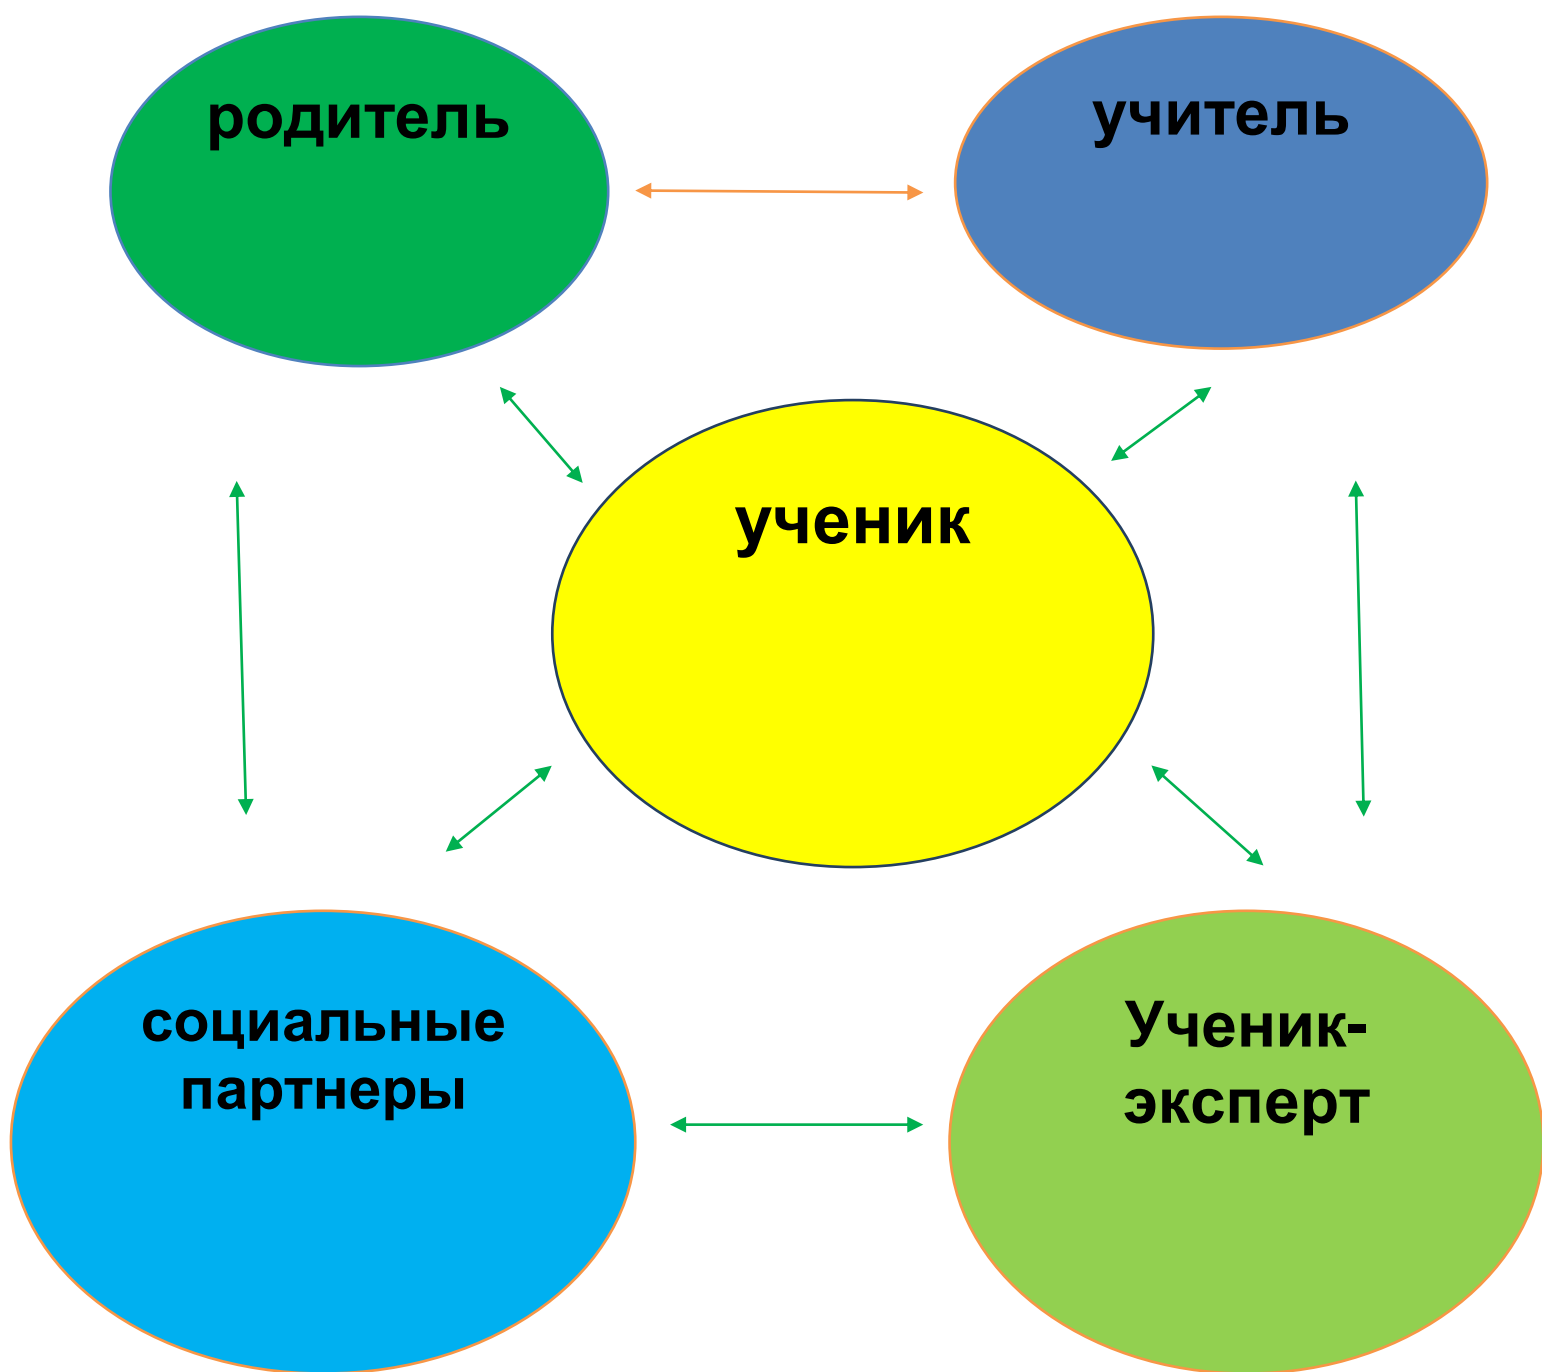 родитель
учитель
ученик
социальные
партнеры
Ученик-
эксперт